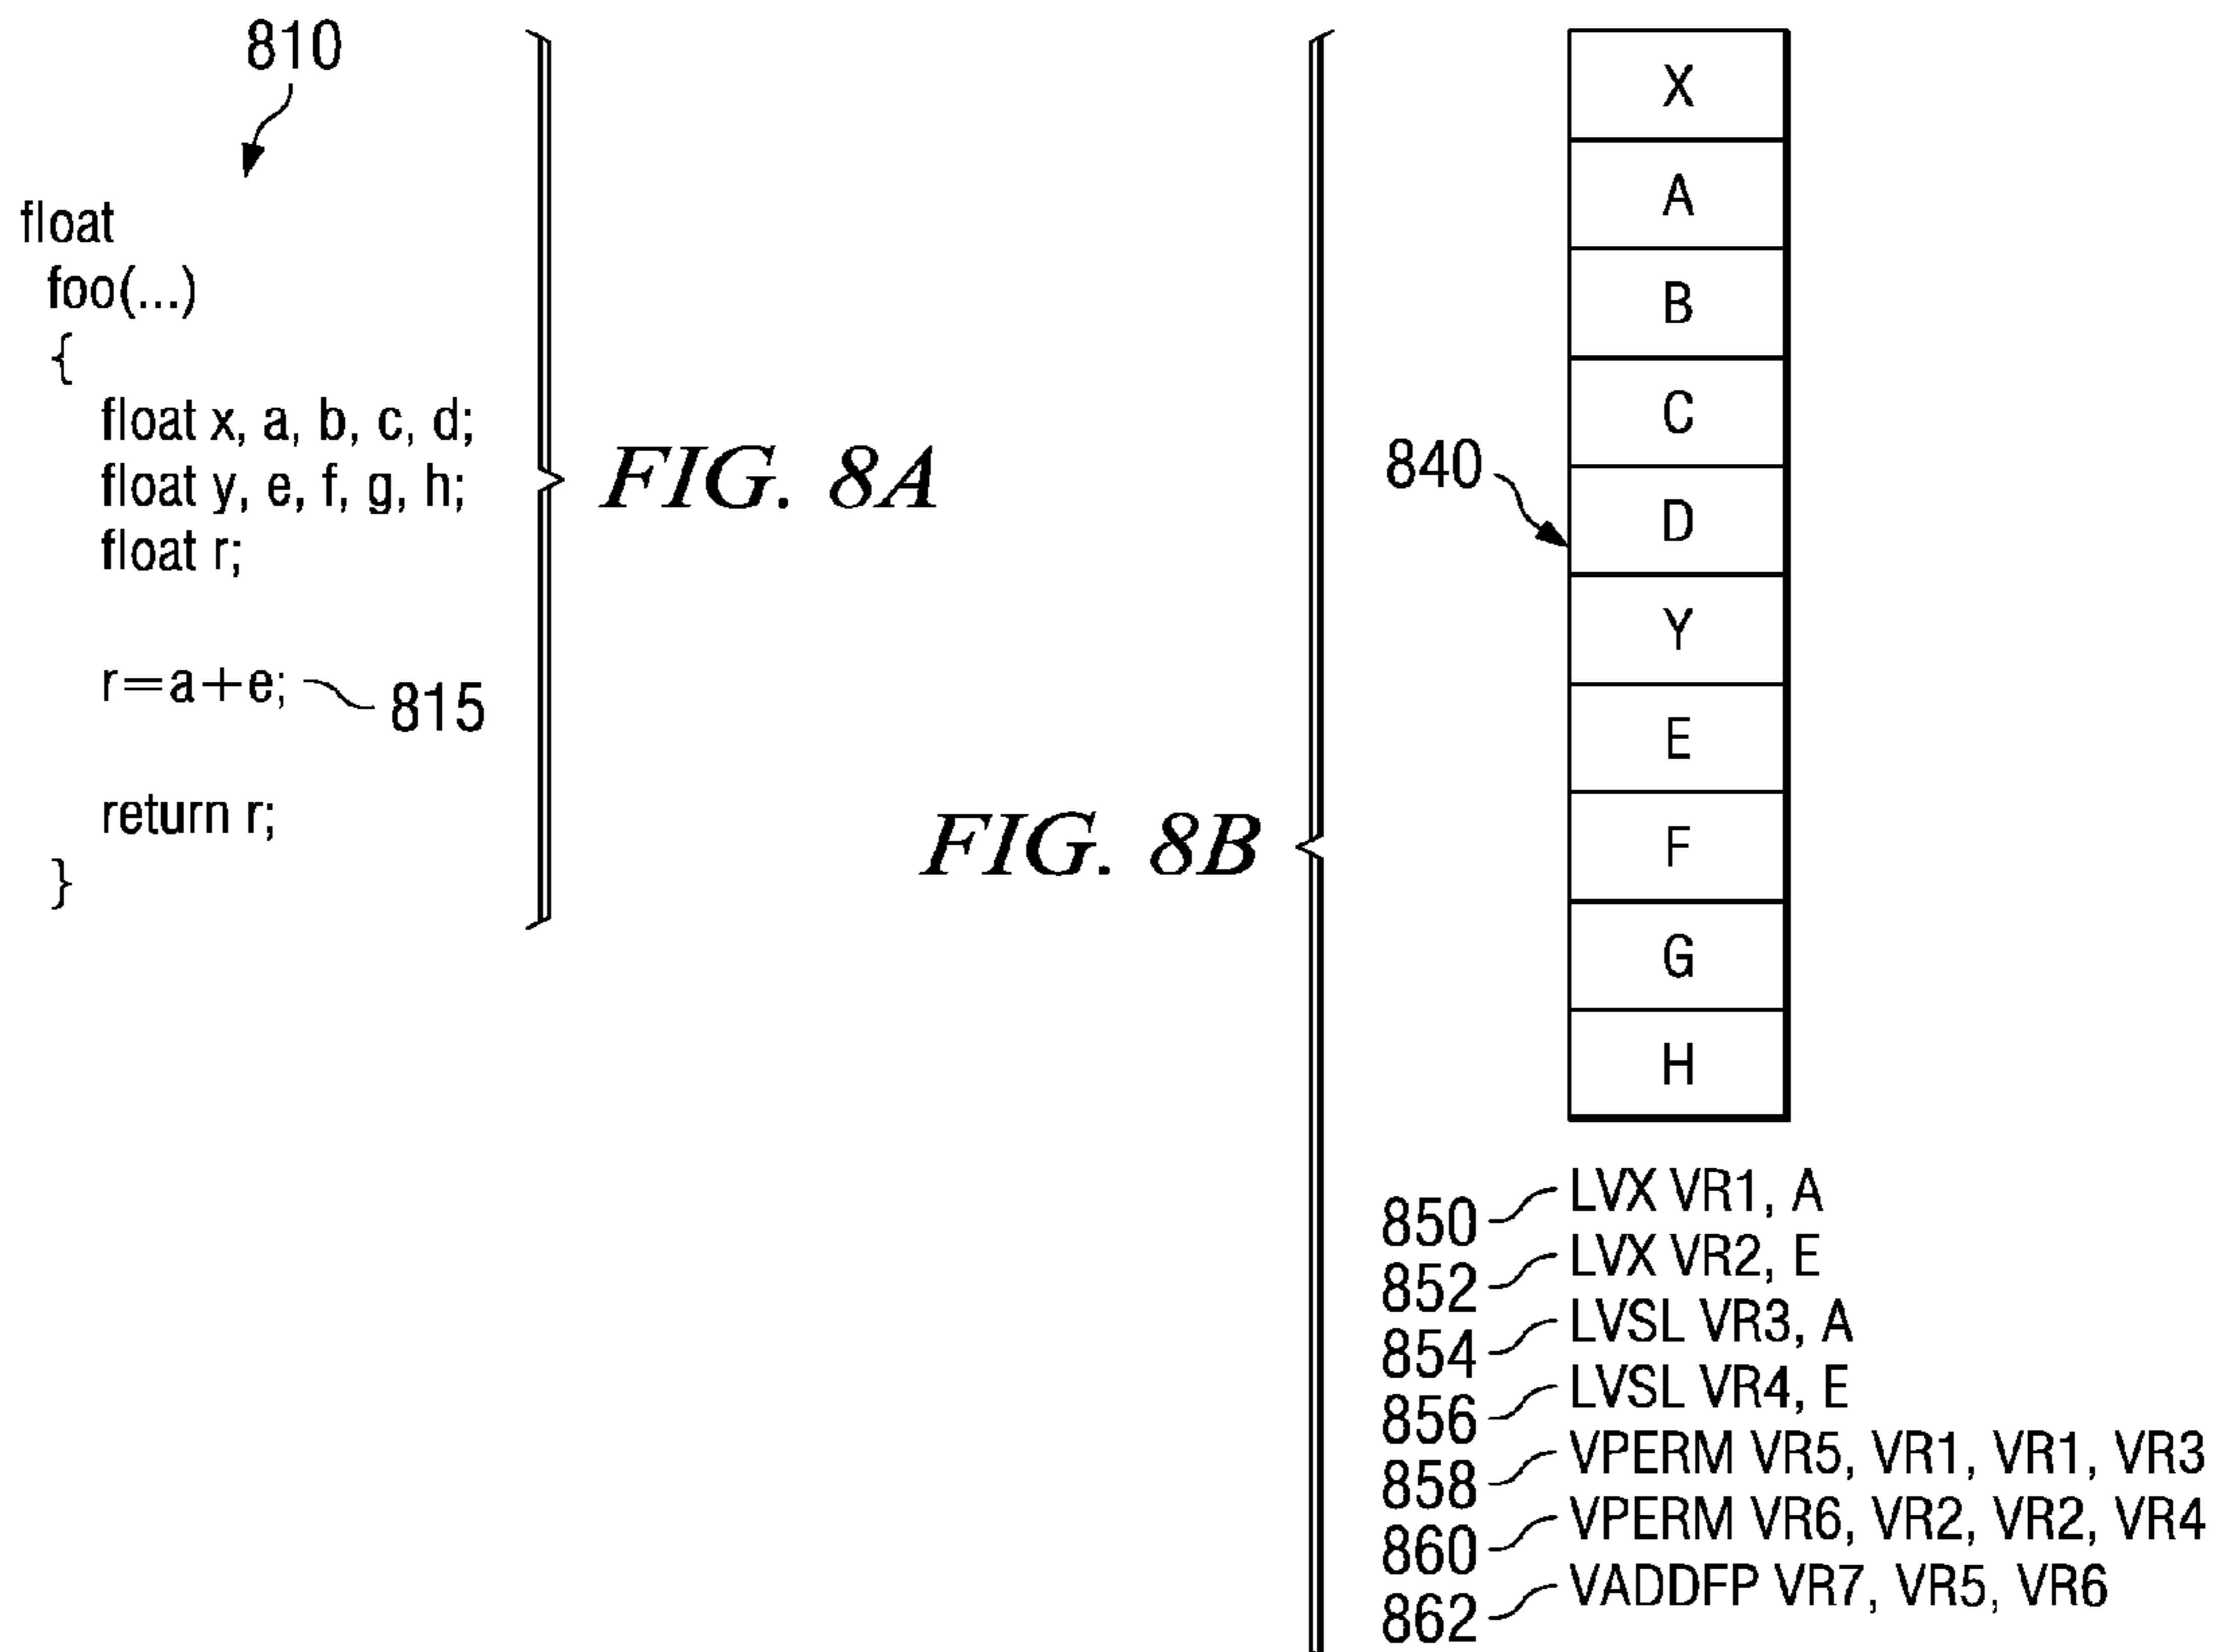 810
float
foo(...)
{
float x, a, b, c, d;
float y, e, f, g, h;
float r;
r=a+e;
815
return r;
}
FIG. 8A
FIG. 8B
840
X
A
B
C
D
Y
E
F
G
H
850 LVX VR1, A
852 LVX VR2, E
854 LVSL VR3, A
856 LVSL VR4, E
858 VPERM VR5, VR1, VR1, VR3
860 VPERM VR6, VR2, VR2, VR4
862 VADDFP VR7, VR5, VR6